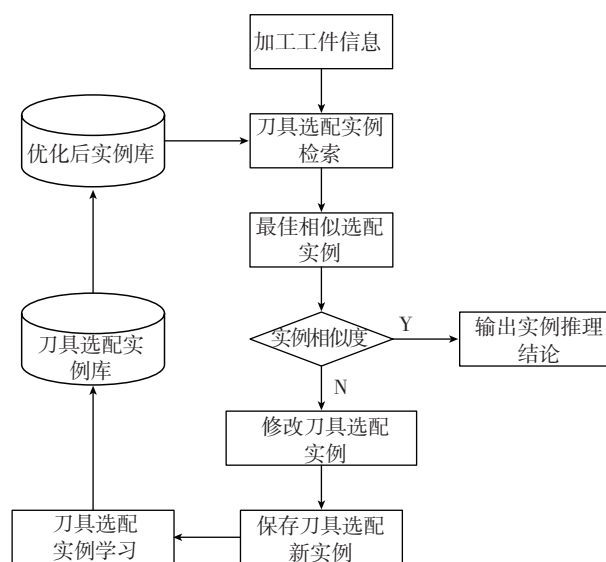 加工工件信息
刀具选配实例
检索
优化后实例库
最佳相似选配
实例
实例相似度
Y
输出实例推理
结论
N
刀具选配实
例库
修改刀具选配
实例
保存刀具选配
新实例
刀具选配
实例学习